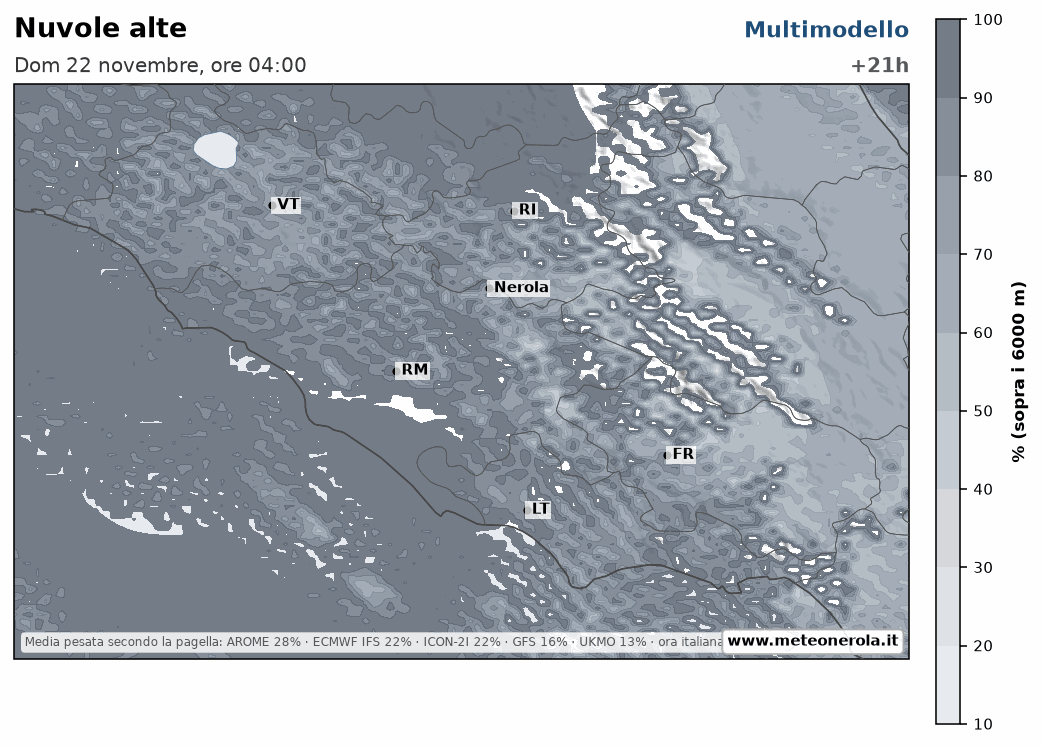 Nuvole alte
Multimodello
Dom 22 novembre, ore 04:00
+21h
VT
RI
Nerola
RM
FR
LT
Media pesata secondo la pagella: AROME 28% · ECMWF IFS 22% · ICON-2I 22% · GFS 16% · UKMO 13% · ora italiana
www.meteonerola.it
100
90
80
70
60
50
40
30
20
10
% (sopra i 6000 m)